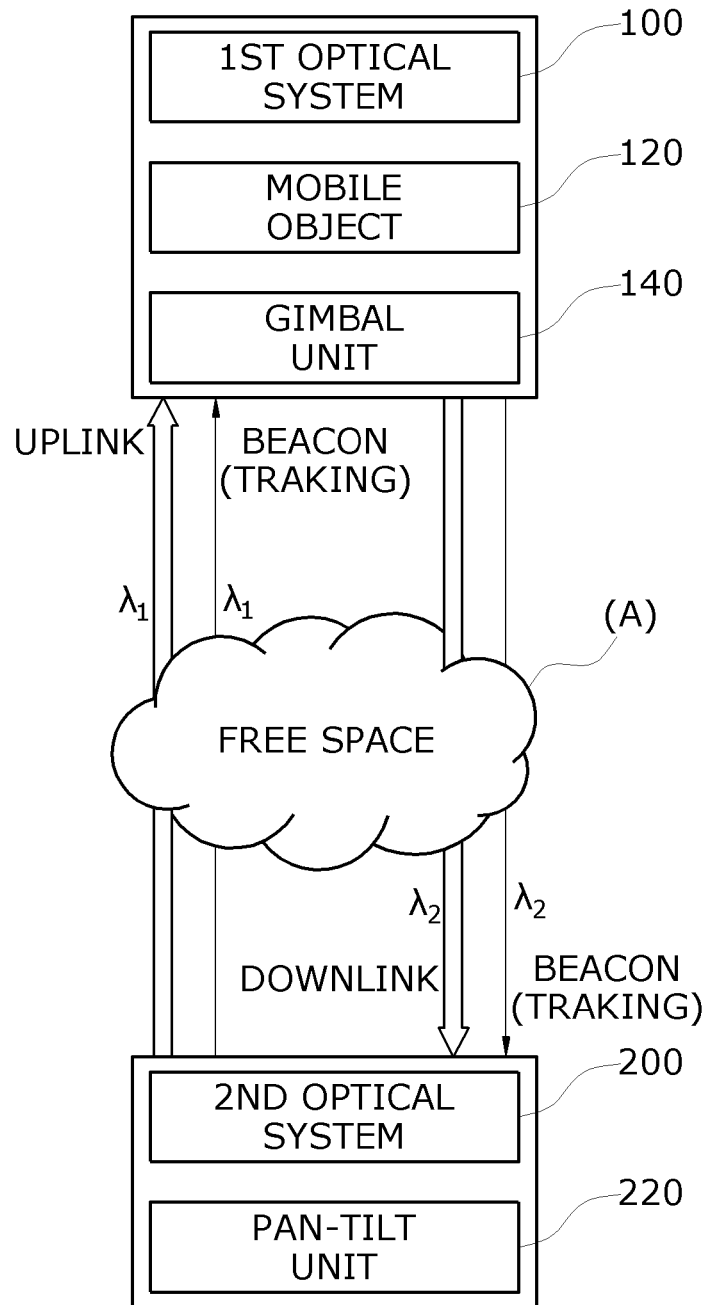 100
1ST OPTICAL
SYSTEM
120
MOBILE
OBJECT
140
GIMBAL
UNIT
UPLINK
BEACON
(TRAKING)
λ1
λ1
(A)
FREE SPACE
λ2
λ2
DOWNLINK
BEACON
(TRAKING)
200
2ND OPTICAL
SYSTEM
220
PAN-TILT
UNIT